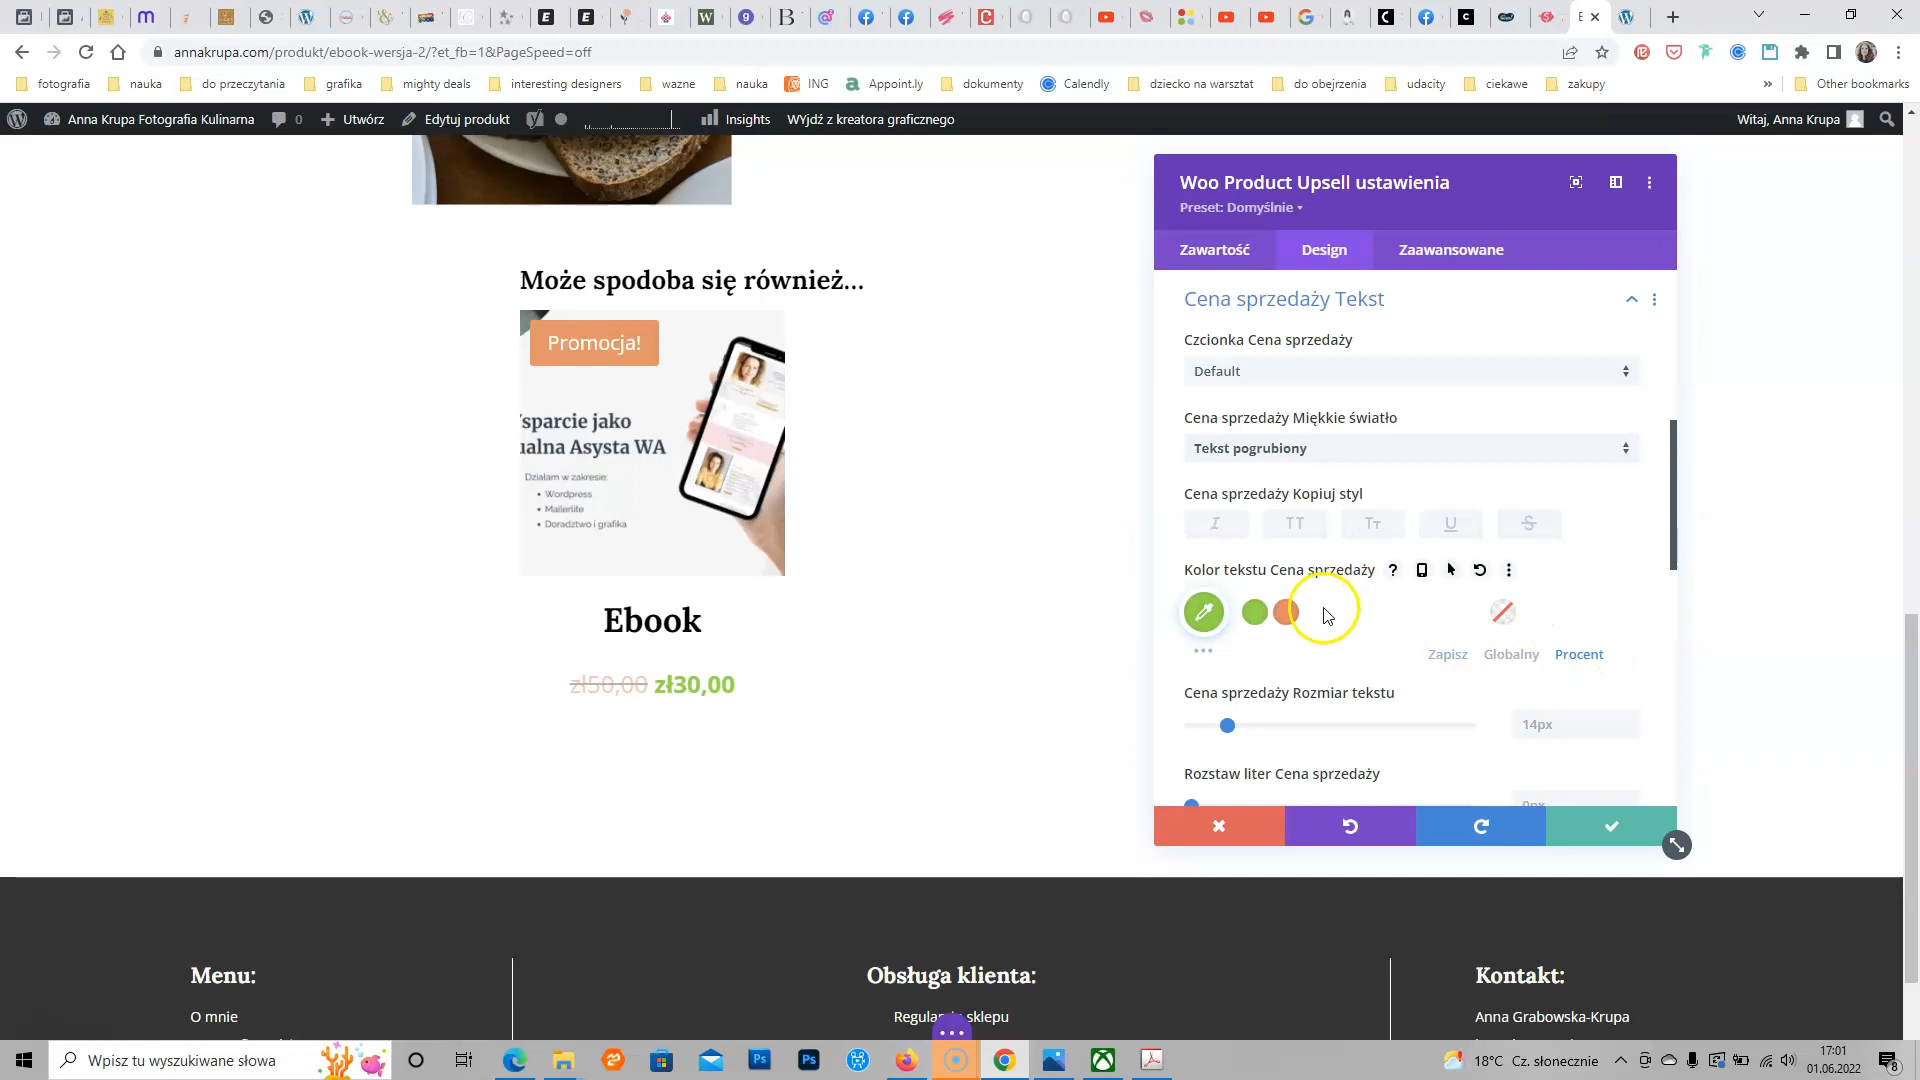 annakrupa.com/produkt/ebook-wersja-2/?et_fb=1&PageSpeed=off
fotografia
nauka
do przeczytania
grafika
mighty deals
interesting designers
wazne
nauka
ING
Appoint.ly
dokumenty
Calendly
dziecko na warsztat
do obejrzenia
udacity
ciekawe
zakupy
»
Other bookmarks
Anna Krupa Fotografia Kulinarna
0
Utwórz
Edytuj produkt
Insights
WYjdź z kreatora graficznego
Witaj, Anna Krupa
Może spodoba się również…
Promocja!
sparcie jako
ualna Asysta WA
Działam w zakresie:
• Wordpress
• Mailerlite
• Doradztwo i grafika
Ebook
zł50,00 zł30,00
Woo Product Upsell ustawienia
Preset: Domyślnie
Zawartość
Design
Zaawansowane
Cena sprzedaży Tekst
Czcionka Cena sprzedaży
Default
Cena sprzedaży Miękkie światło
Tekst pogrubiony
Cena sprzedaży Kopiuj styl
I TT Tт U S
Kolor tekstu Cena sprzedaży
Zapisz Globalny Procent
Cena sprzedaży Rozmiar tekstu
14px
Rozstaw liter Cena sprzedaży
0px
Menu:
O mnie
Obsługa klienta:
Regulamin sklepu
Kontakt:
Anna Grabowska-Krupa
Wpisz tu wyszukiwane słowa
18°C Cz. słonecznie
17:01
01.06.2022
8